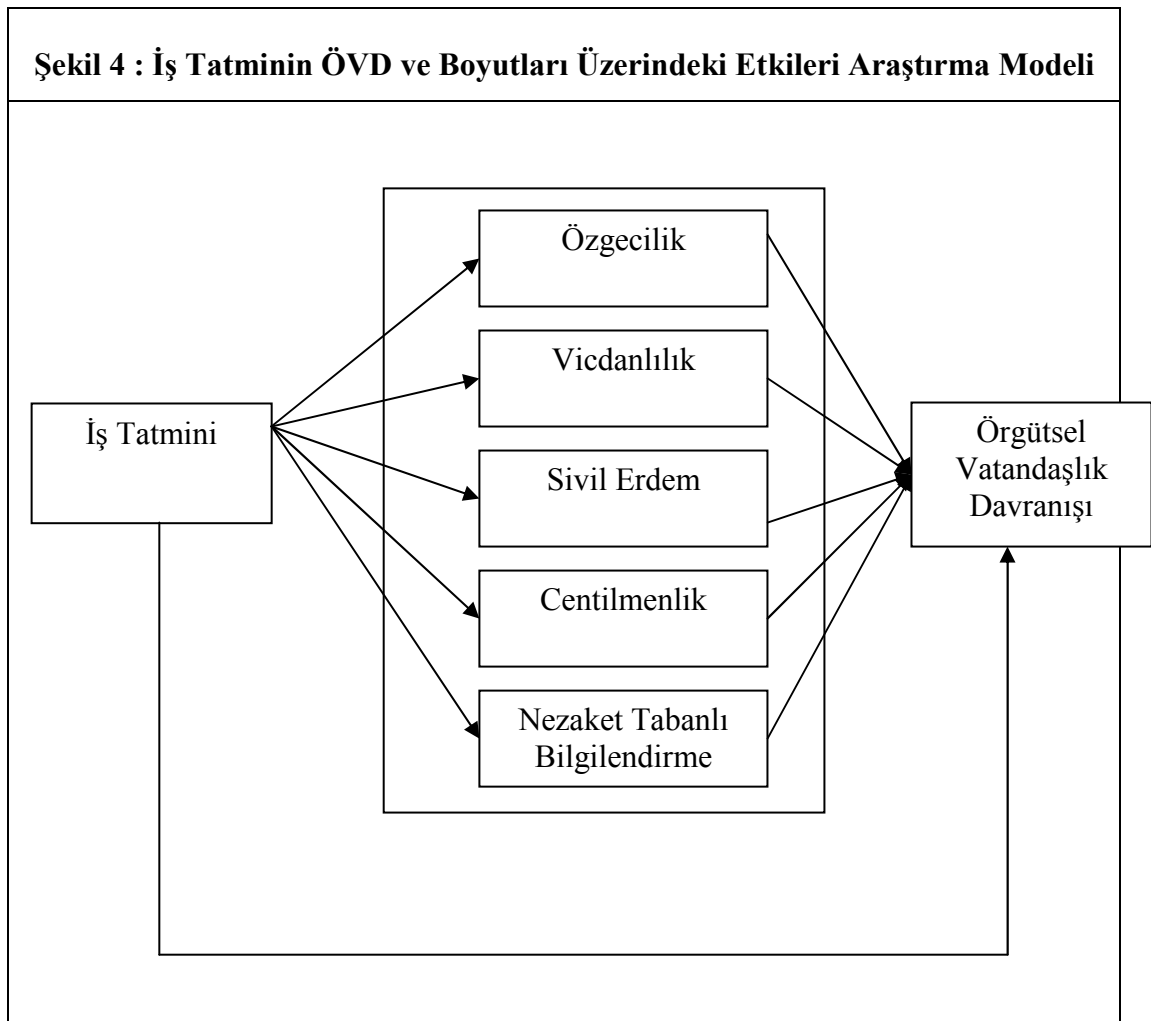 Şekil 4 : İş Tatminin ÖVD ve Boyutları Üzerindeki Etkileri Araştırma Modeli
Özgecilik
Vicdanlılık
İş Tatmini
Sivil Erdem
Örgütsel
Vatandaşlık
Davranışı
Centilmenlik
Nezaket Tabanlı
Bilgilendirme